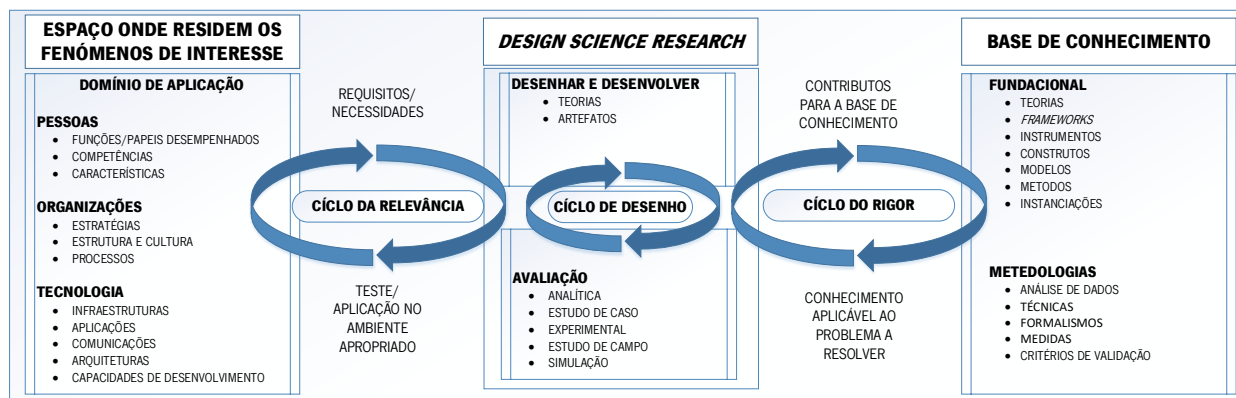 ESPAÇO ONDE RESIDEM OS
FENÓMENOS DE INTERESSE
DOMÍNIO DE APLICAÇÃO
PESSOAS
• FUNÇÕES/PAPEIS DESEMPENHADOS
• COMPETÊNCIAS
• CARACTERÍSTICAS
ORGANIZAÇÕES
• ESTRATÉGIAS
• ESTRUTURA E CULTURA
• PROCESSOS
TECNOLOGIA
• INFRAESTRUTURAS
• APLICAÇÕES
• COMUNICAÇÕES
• ARQUITETURAS
• CAPACIDADES DE DESENVOLVIMENTO
REQUISITOS/
NECESSIDADES
CÍCLO DA RELEVÂNCIA
TESTE/
APLICAÇÃO NO
AMBIENTE
APROPRIADO
DESIGN SCIENCE RESEARCH
DESENHAR E DESENVOLVER
• TEORIAS
• ARTEFATOS
CÍCLO DE DESENHO
AVALIAÇÃO
• ANALÍTICA
• ESTUDO DE CASO
• EXPERIMENTAL
• ESTUDO DE CAMPO
• SIMULAÇÃO
CONTRIBUTOS
PARA A BASE DE
CONHECIMENTO
CÍCLO DO RIGOR
CONHECIMENTO
APLICÁVEL AO
PROBLEMA A
RESOLVER
BASE DE CONHECIMENTO
FUNDACIONAL
• TEORIAS
• FRAMEWORKS
• INSTRUMENTOS
• CONSTRUTOS
• MODELOS
• METODOS
• INSTANCIAÇÕES
METEDOLOGIAS
• ANÁLISE DE DADOS
• TÉCNICAS
• FORMALISMOS
• MEDIDAS
• CRITÉRIOS DE VALIDAÇÃO